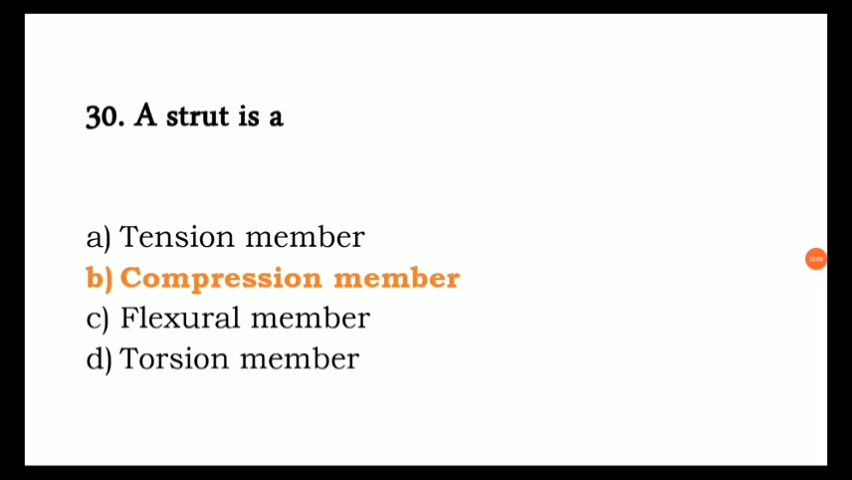 30. A strut is a
a) Tension member
b) Compression member
c) Flexural member
d) Torsion member